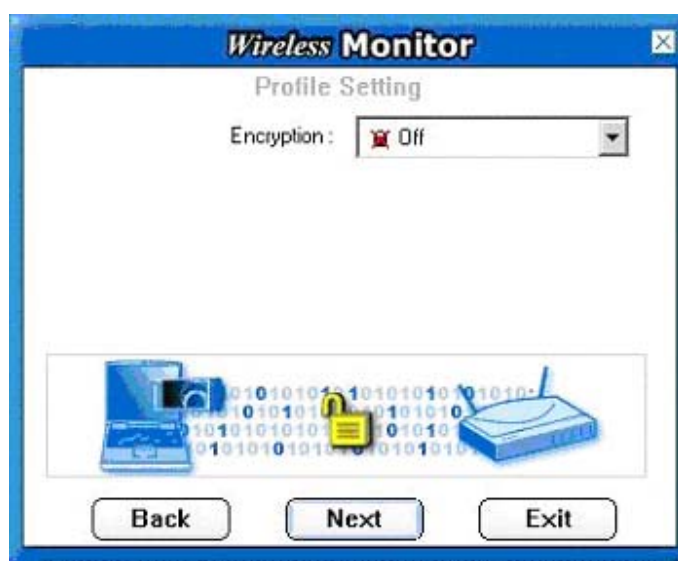 Wireless Monitor
Profile Setting
Encryption : Off
Back Next Exit